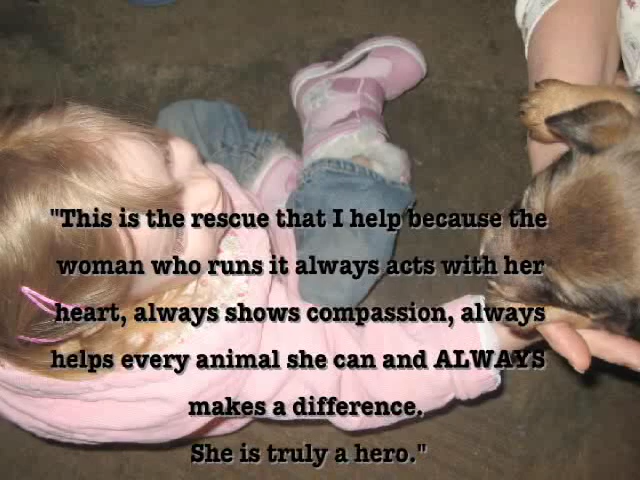 "This is the rescue that I help because the
woman who runs it always acts with her
heart, always shows compassion, always
helps every animal she can and ALWAYS
makes a difference.
She is truly a hero."